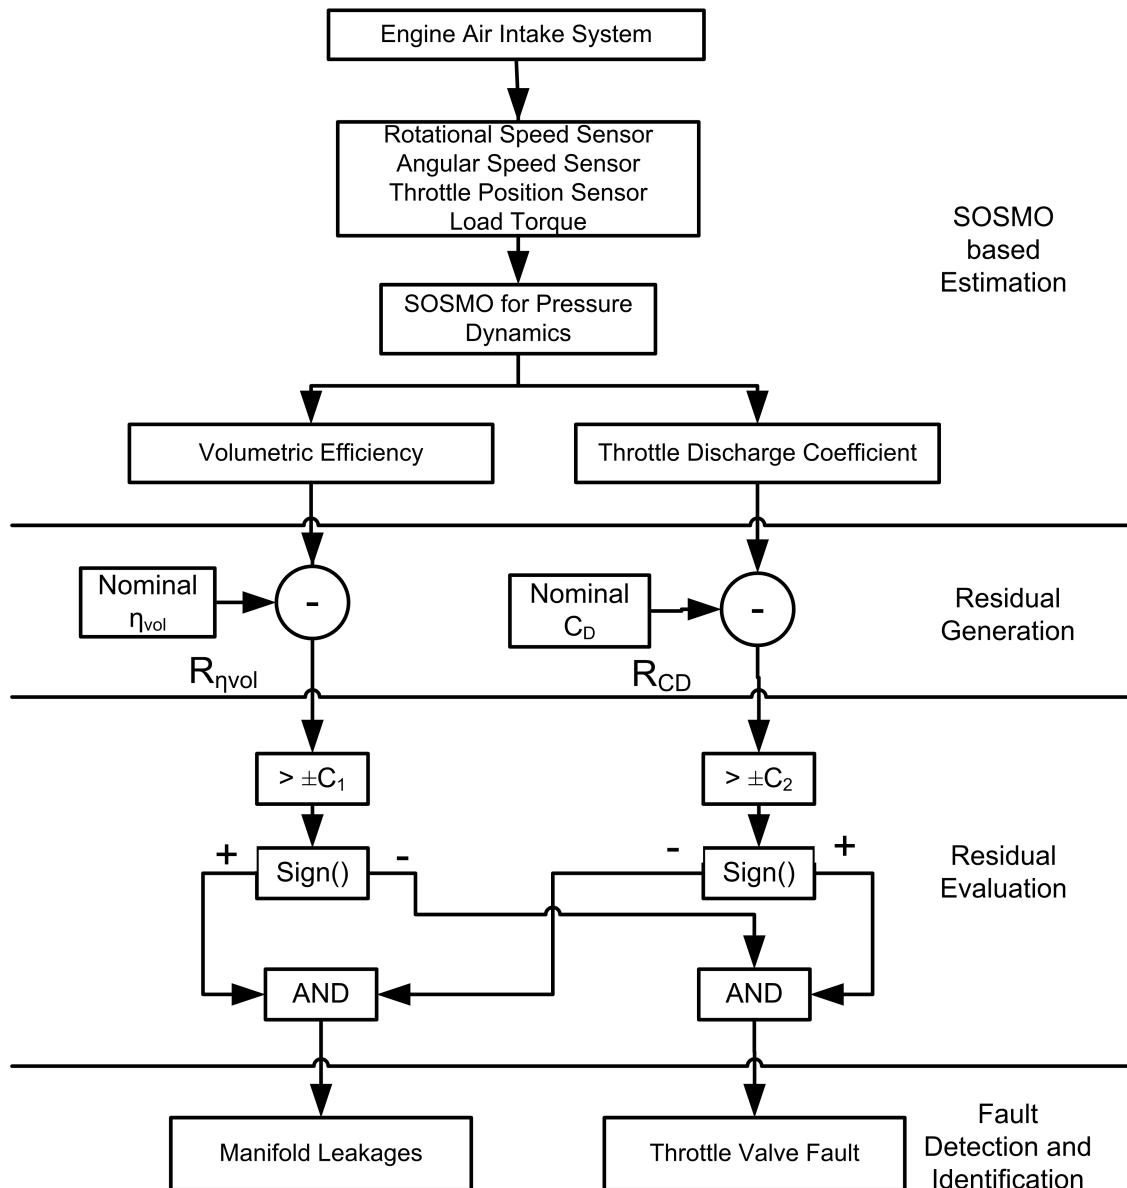 Engine Air Intake System
Rotational Speed Sensor
Angular Speed Sensor
Throttle Position Sensor
Load Torque
SOSMO
based
Estimation
SOSMO for Pressure
Dynamics
Volumetric Efficiency
Throttle Discharge Coefficient
Nominal
ηvol
-
Nominal
CD
-
Residual
Generation
Rηvol
RCD
> ±C1
> ±C2
+
Sign()
-
-
Sign()
+
Residual
Evaluation
AND
AND
Manifold Leakages
Throttle Valve Fault
Fault
Detection and
Identification